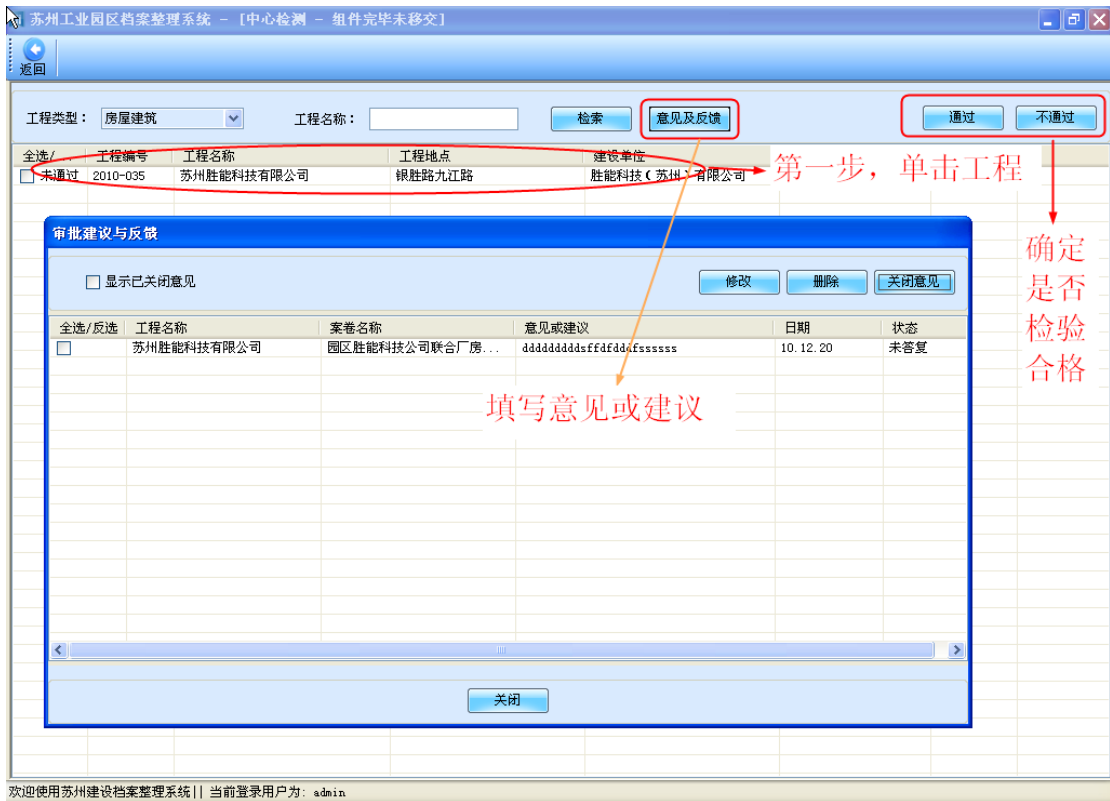 苏州工业园区档案整理系统 - [中心检测 - 组件完毕未移交]
返回
工程类型： 房屋建筑 工程名称： 检索 意见及反馈 通过 不通过
全选/ 工程编号 工程名称 工程地点 建设单位
未通过 2010-035 苏州胜能科技有限公司 银胜路九江路 胜能科技(苏州)有限公司
第一步，单击工程
确定
是否
检验
合格
审批建议与反馈
显示已关闭意见 修改 删除 关闭意见
全选/反选 工程名称 案卷名称 意见或建议 日期 状态
苏州胜能科技有限公司 园区胜能科技公司联合厂房... 10.12.20 未答复
填写意见或建议
关闭
欢迎使用苏州建设档案整理系统|| 当前登录用户为: admin